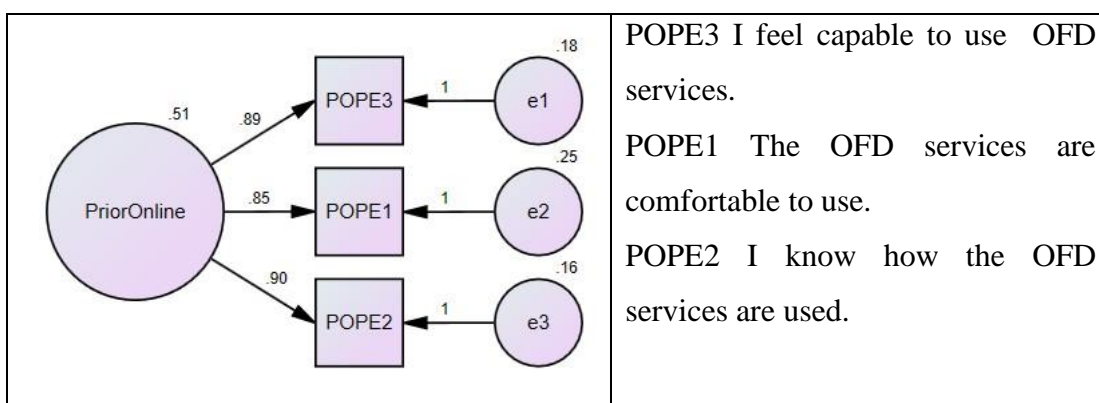 .18
POPE3
1
e1
.51
.89
.25
PriorOnline
.85
POPE1
1
e2
.90
.16
POPE2
1
e3
POPE3 I feel capable to use OFD
services.
POPE1 The OFD services are
comfortable to use.
POPE2 I know how the OFD
services are used.